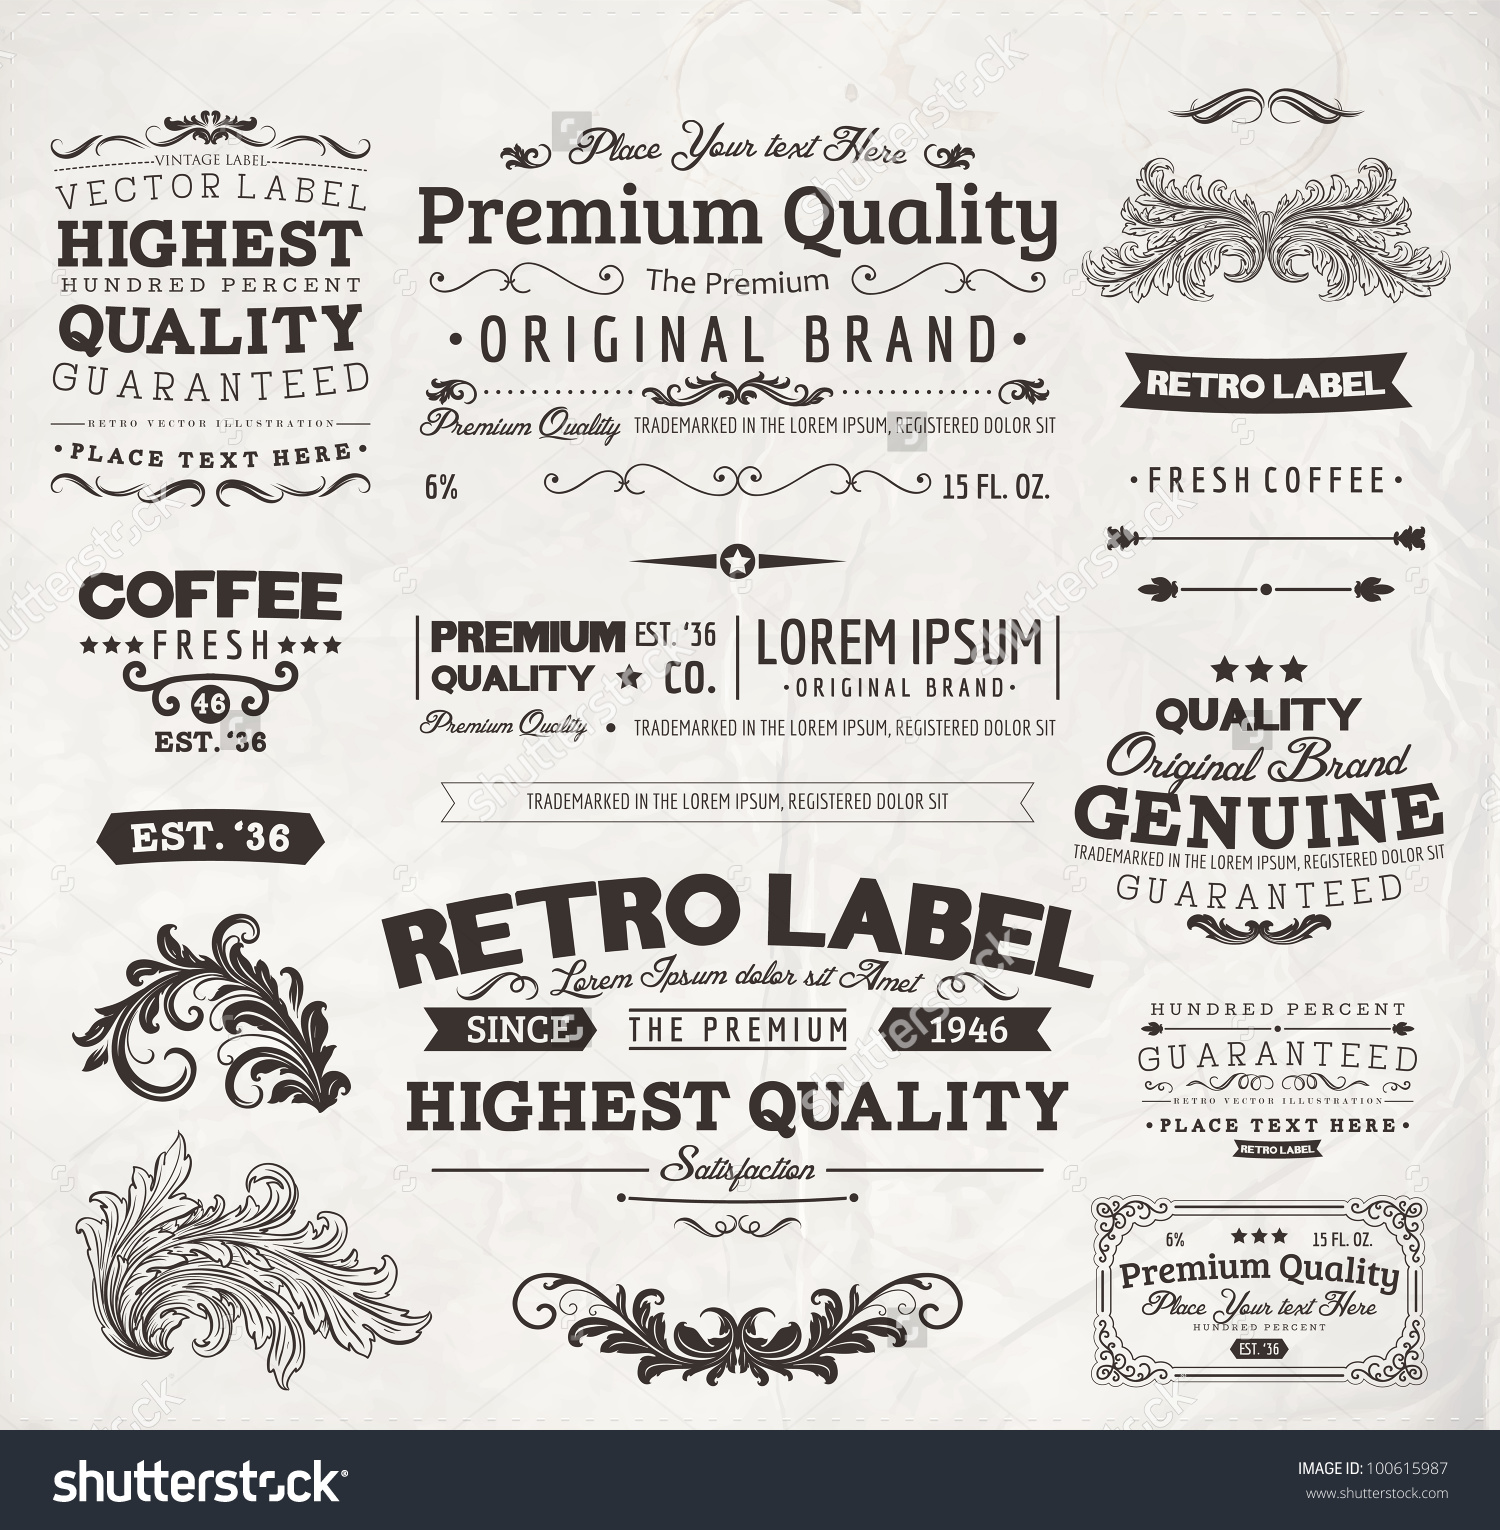 VINTAGE LABEL
VECTOR LABEL
HIGHEST
HUNDRED PERCENT
QUALITY
GUARANTEED
RETRO VECTOR ILLUSTRATION
• PLACE TEXT HERE •
COFFEE
★★★ FRESH ★★★
46
EST. ‘36
EST. ‘36
Place Your text Here
Premium Quality
The Premium
• ORIGINAL BRAND •
Premium Quality TRADEMARKED IN THE LOREM IPSUM, REGISTERED DOLOR SIT
6% 15 FL. OZ.
PREMIUM EST. ‘36
QUALITY ★ CO.
LOREM IPSUM
• ORIGINAL BRAND •
Premium Quality • TRADEMARKED IN THE LOREM IPSUM, REGISTERED DOLOR SIT
TRADEMARKED IN THE LOREM IPSUM, REGISTERED DOLOR SIT
RETRO LABEL
Lorem Ipsum dolor sit Amet
SINCE THE PREMIUM 1946
HIGHEST QUALITY
Satisfaction
RETRO LABEL
• FRESH COFFEE •
★★★
QUALITY
Original Brand
GENUINE
TRADEMARKED IN THE LOREM IPSUM, REGISTERED DOLOR SIT
GUARANTEED
HUNDRED PERCENT
GUARANTEED
RETRO VECTOR ILLUSTRATION
• PLACE TEXT HERE •
RETRO LABEL
6% ★★★ 15 FL. OZ.
Premium Quality
Place Your text Here
HUNDRED PERCENT
EST. ‘36
shutterstock®
IMAGE ID: 100615987
www.shutterstock.com